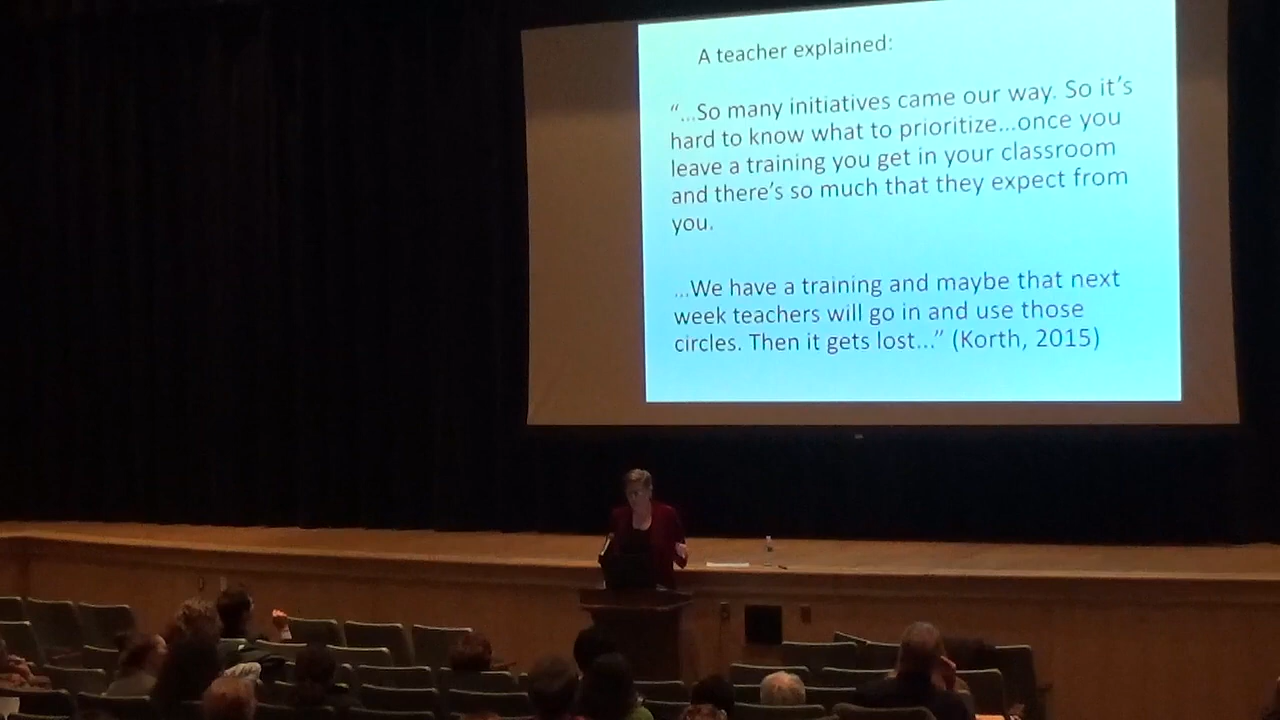 A teacher explained:
“...So many initiatives came our way. So it’s
hard to know what to prioritize...once you
leave a training you get in your classroom
and there’s so much that they expect from
you.
...We have a training and maybe that next
week teachers will go in and use those
circles. Then it gets lost...” (Korth, 2015)